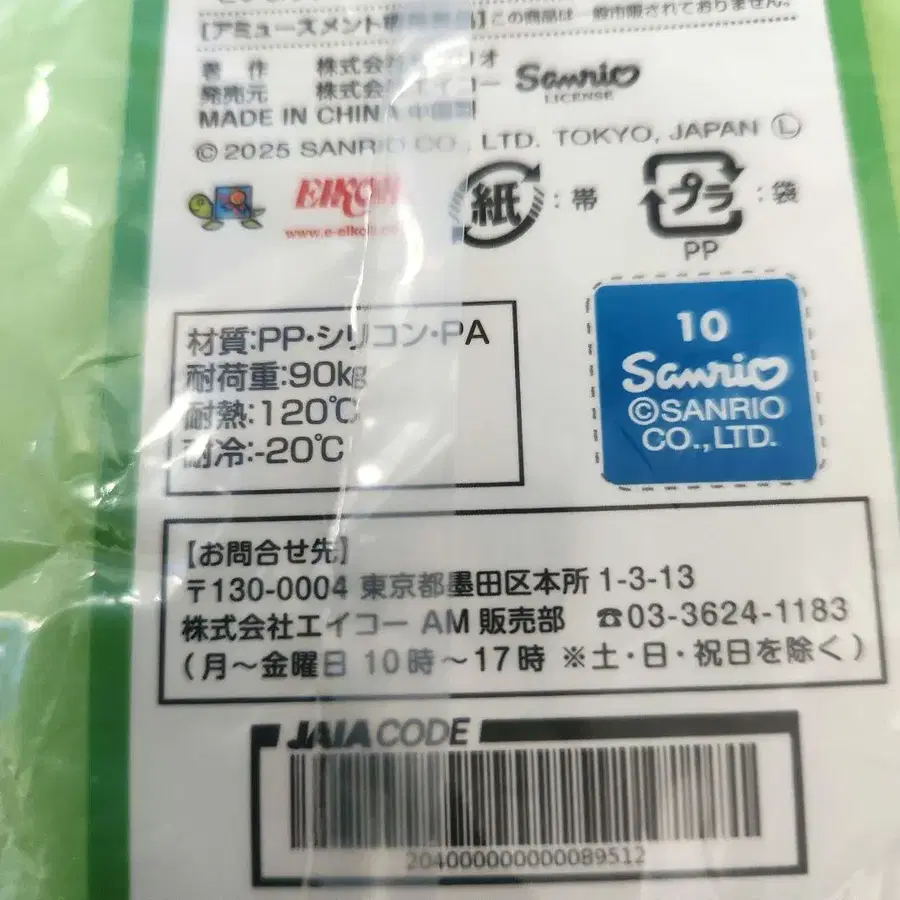 [アミューズメント専用景品]この商品は一般市販されておりません。
著 作 株式会社サンリオ
発売元 株式会社エイコー
Sanrio
LICENSE
MADE IN CHINA 中国製
© 2025 SANRIO CO., LTD. TOKYO, JAPAN Ⓛ
EIKOH
www.e-eikoh.co
紙 : 帯
プラ : 袋
PP
材質:PP・シリコン・PA
耐荷重:90kg
耐熱:120℃
耐冷:-20℃
10
Sanrio
©SANRIO
CO.,LTD.
【お問合せ先】
〒130-0004 東京都墨田区本所 1-3-13
株式会社エイコー AM 販売部 ☎03-3624-1183
(月～金曜日 10時～17時 ※土・日・祝日を除く)
JAIA CODE
2040000000000089512